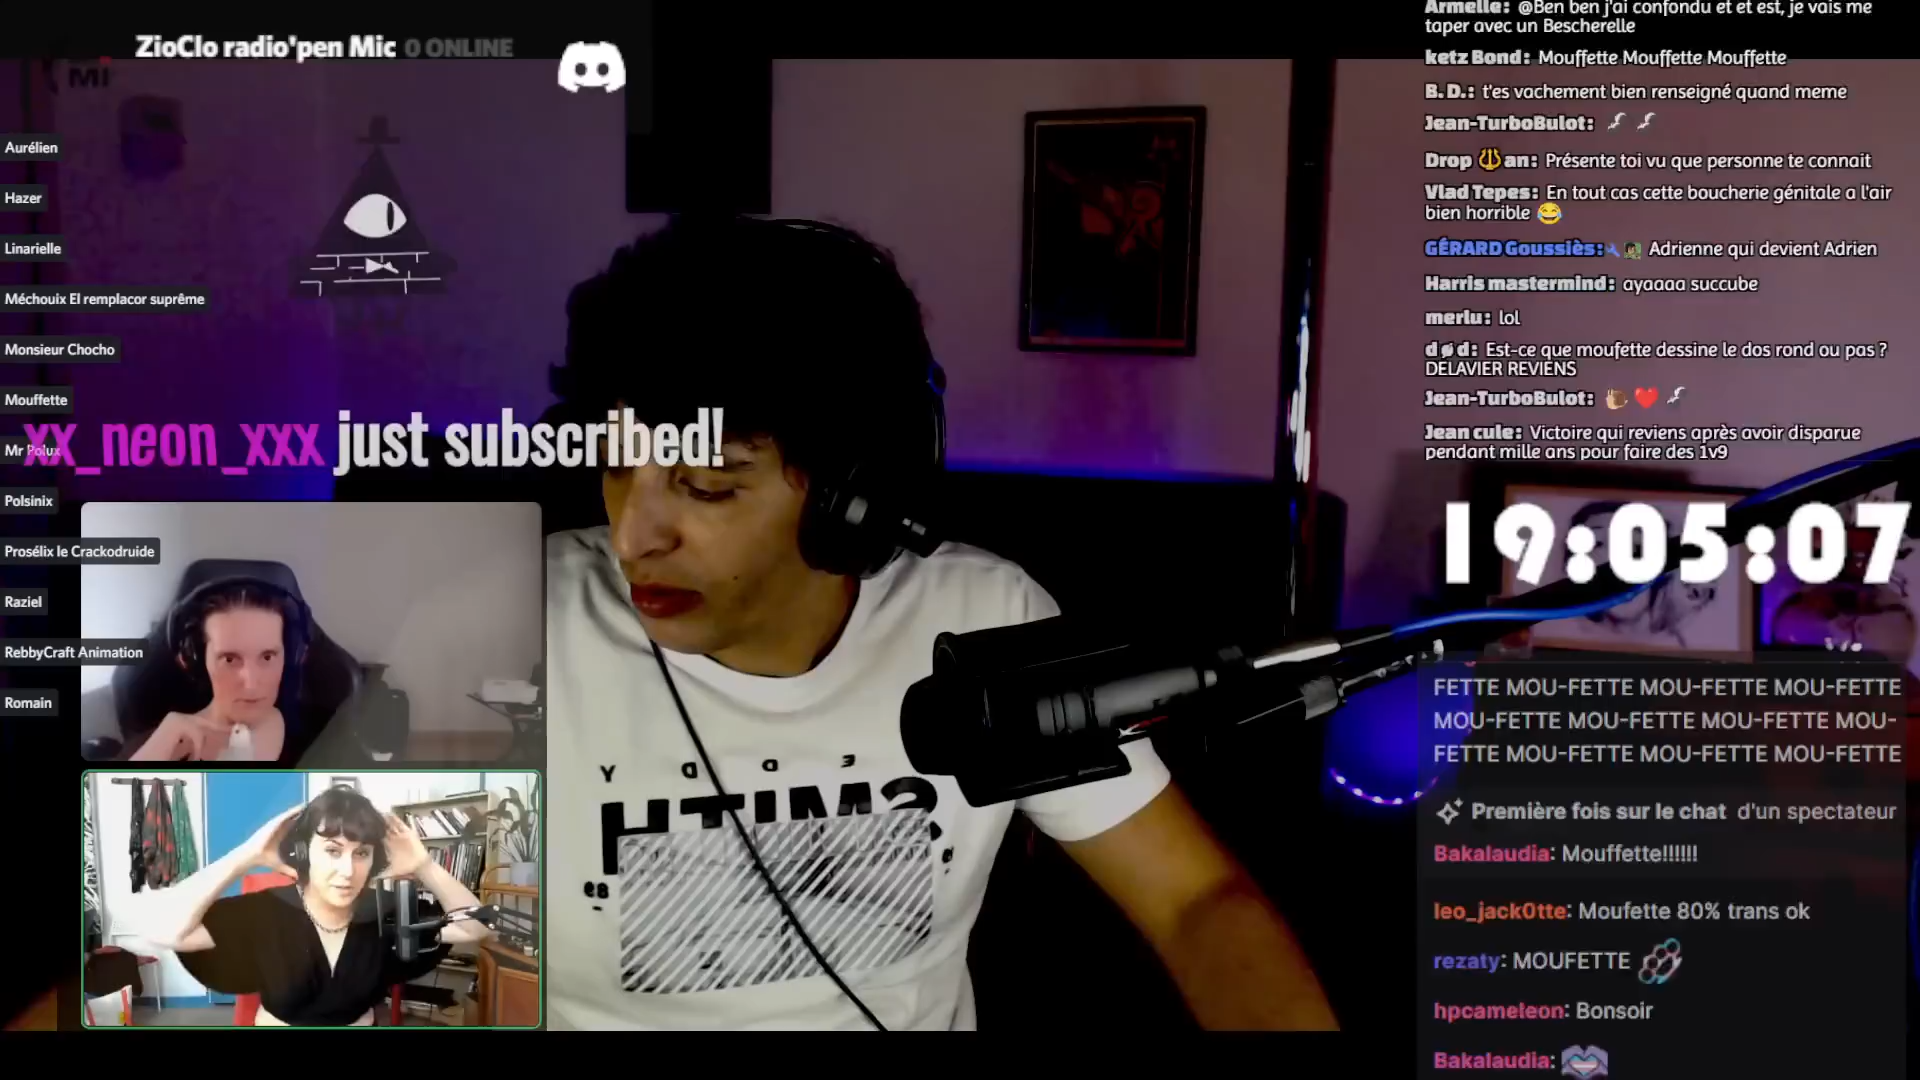 ZioClo radio'pen Mic 0 ONLINE
Mi
Aurélien
Hazer
Linarielle
Méchouix El remplacor suprême
Monsieur Chocho
Mouffette
Mr Polux
xx_neon_xxx just subscribed!
Polsinix
Prosélix le Crackodruide
Raziel
RebbyCraft Animation
Romain
EDDY
SMITH
Armelle: @Ben ben j'ai confondu et et est, je vais me
taper avec un Bescherelle
ketz Bond: Mouffette Mouffette Mouffette
B. D.: t'es vachement bien renseigné quand meme
Jean-TurboBulot: 🦨 🦨
Drop 🔱an: Présente toi vu que personne te connait
Vlad Tepes: En tout cas cette boucherie génitale a l'air
bien horrible 😂
GÉRARD Goussiès: Adrienne qui devient Adrien
Harris mastermind: ayaaaa succube
merlu: lol
død: Est-ce que moufette dessine le dos rond ou pas ?
DELAVIER REVIENS
Jean-TurboBulot: ❤️ 🦨
Jean cule: Victoire qui reviens après avoir disparue
pendant mille ans pour faire des 1v9
19:05:07
FETTE MOU-FETTE MOU-FETTE MOU-FETTE
MOU-FETTE MOU-FETTE MOU-FETTE MOU-
FETTE MOU-FETTE MOU-FETTE MOU-FETTE
Première fois sur le chat d'un spectateur
Bakalaudia: Mouffette!!!!!!
leo_jack0tte: Moufette 80% trans ok
rezaty: MOUFETTE
hpcameleon: Bonsoir
Bakalaudia: